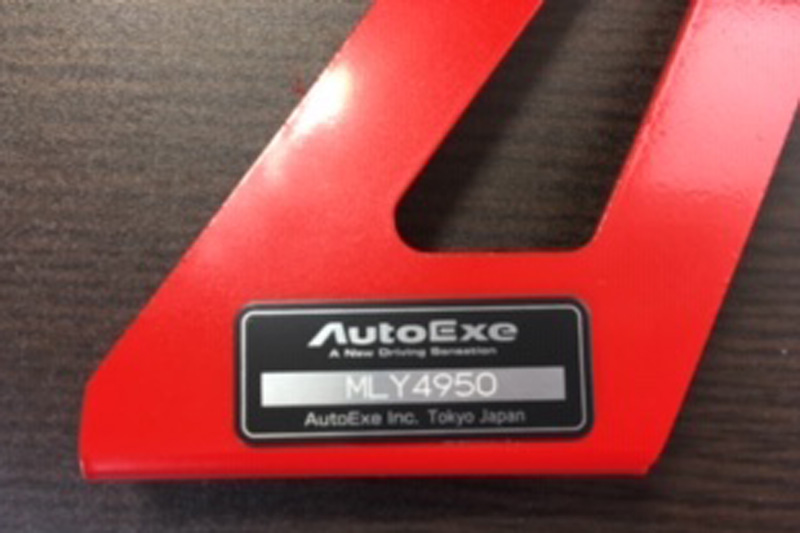 AutoExe
A New Driving Sensation
MLY4950
AutoExe Inc. Tokyo Japan